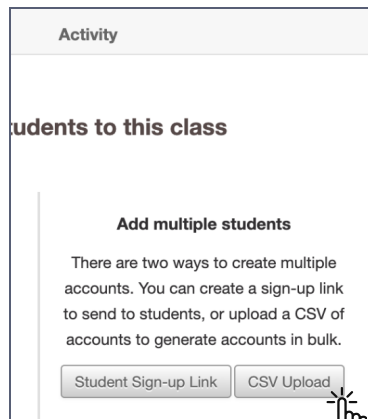 Activity
tudents to this class
Add multiple students
There are two ways to create multiple
accounts. You can create a sign-up link
to send to students, or upload a CSV of
accounts to generate accounts in bulk.
Student Sign-up Link CSV Upload